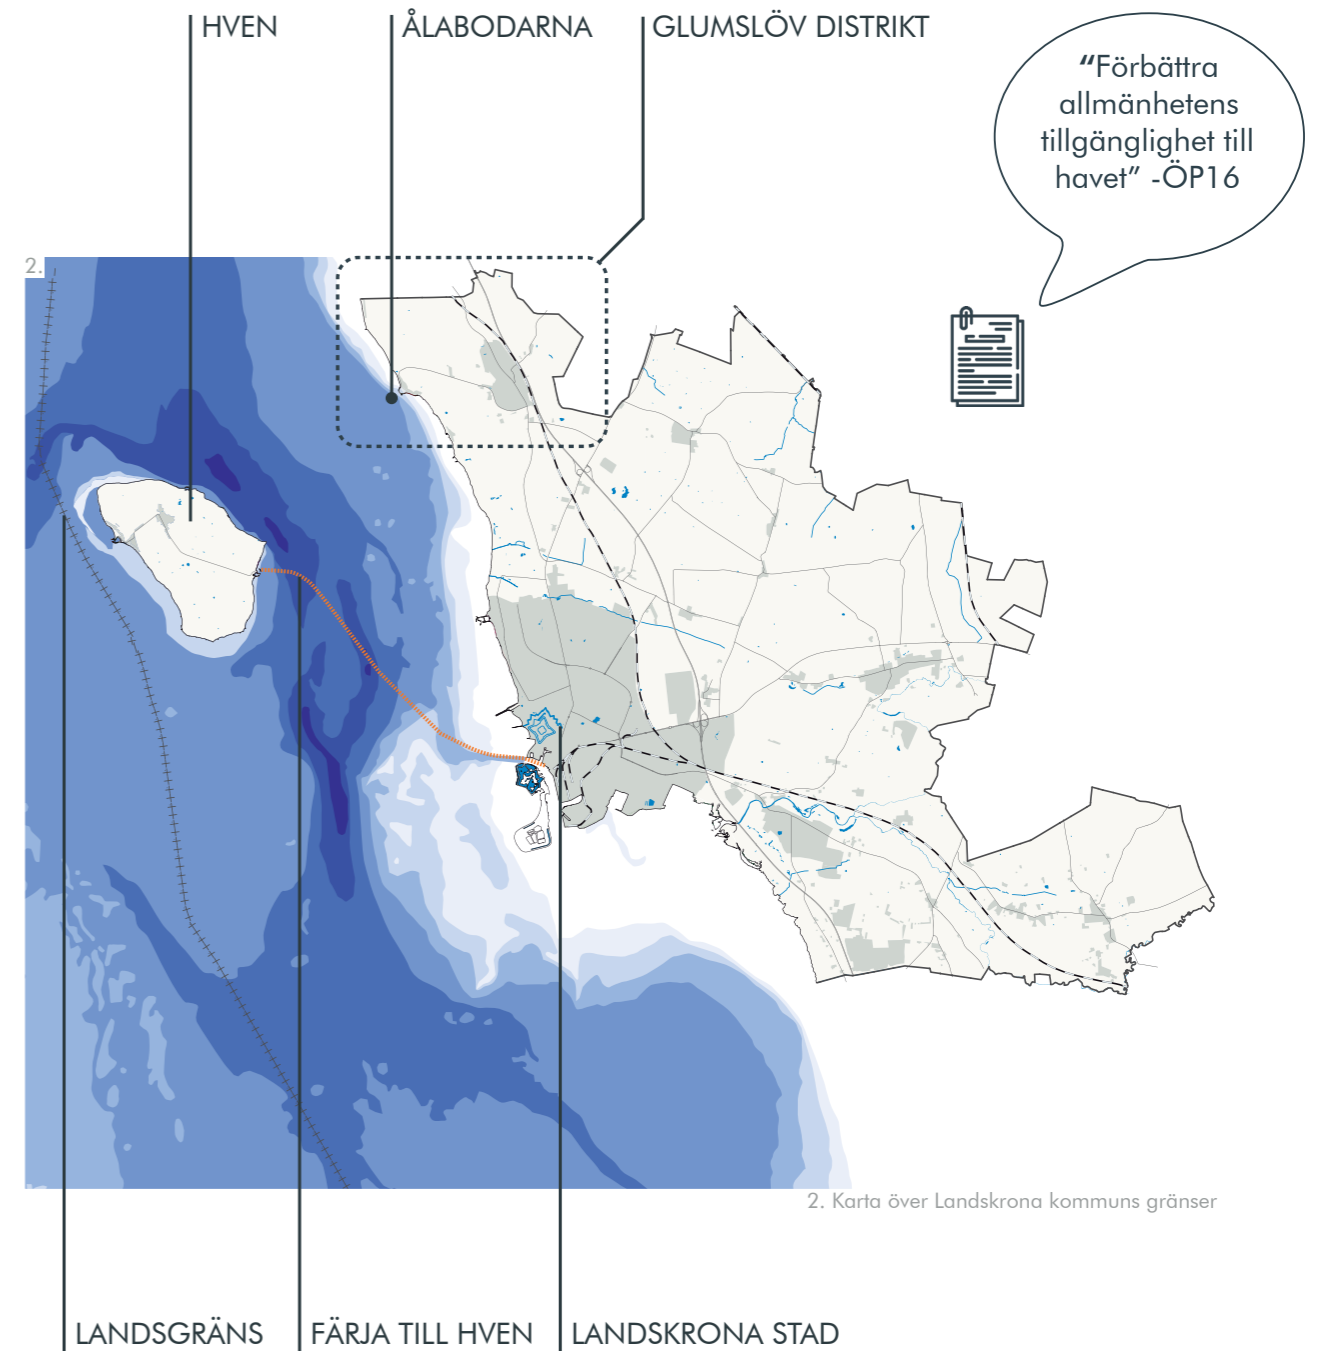 HVEN
ÅLABODARNA
GLUMSLÖV DISTRIKT
“Förbättra
allmänhetens
tillgänglighet till
havet” -ÖP16
2.
2. Karta över Landskrona kommuns gränser
LANDSGRÄNS
FÄRJA TILL HVEN
LANDSKRONA STAD